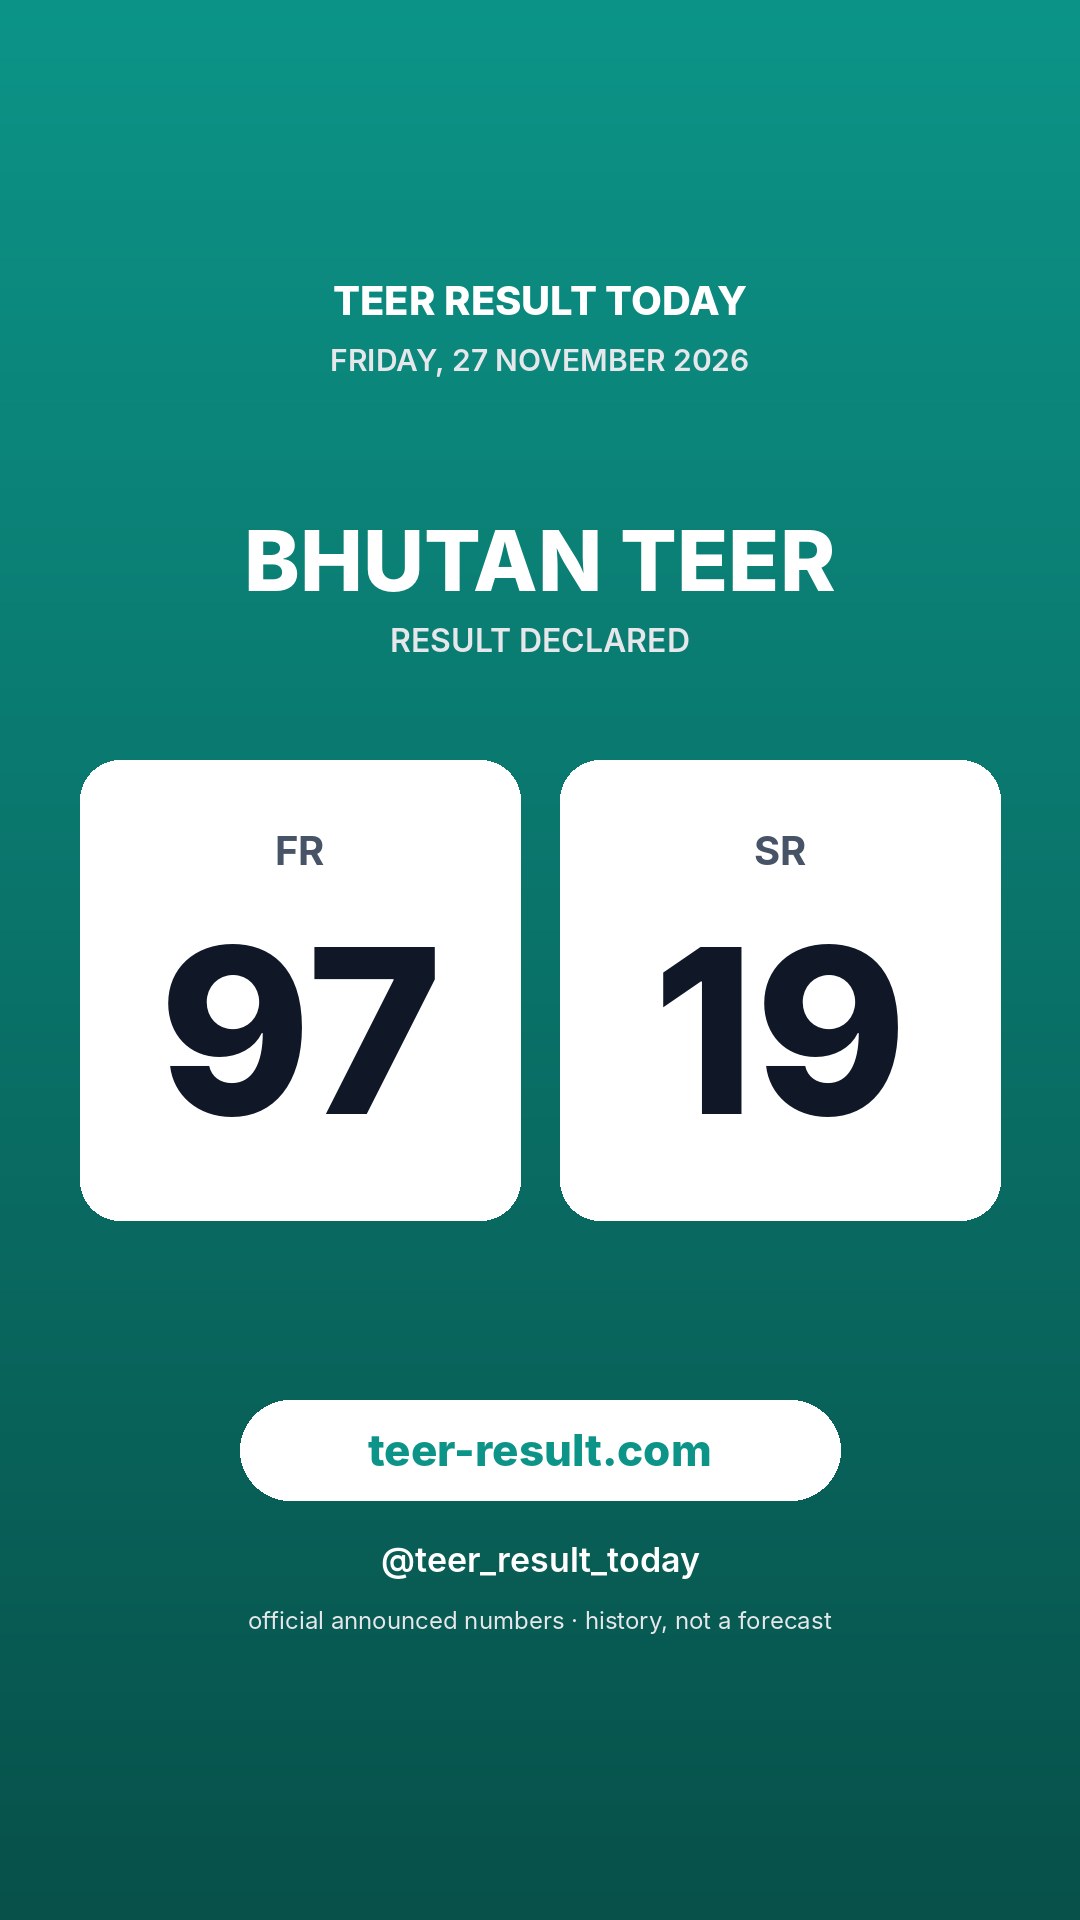 TEER RESULT TODAY
FRIDAY, 27 NOVEMBER 2026
BHUTAN TEER
RESULT DECLARED
FR
97
SR
19
teer-result.com
@teer_result_today
official announced numbers · history, not a forecast